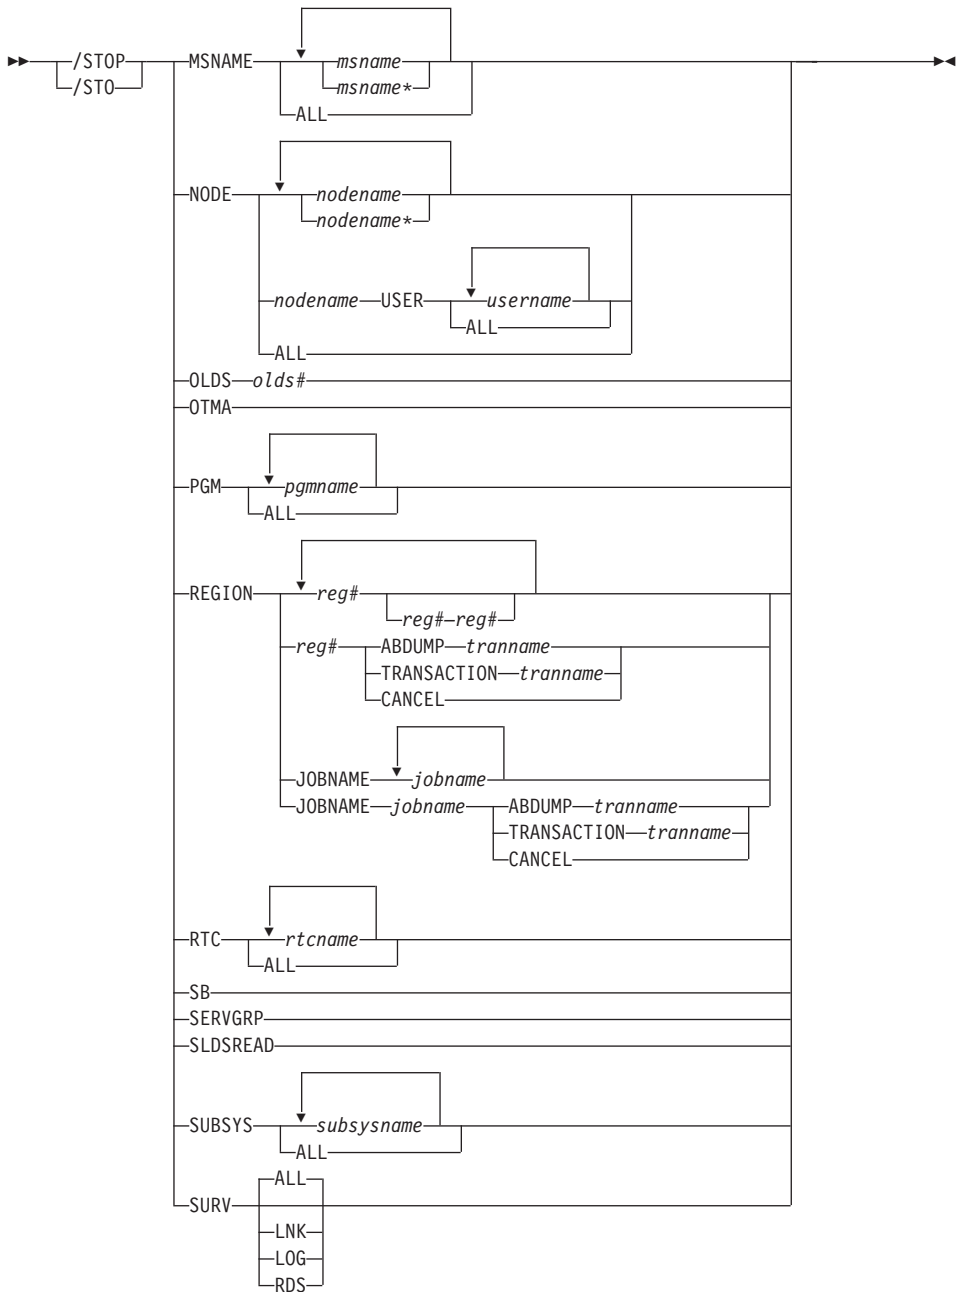 /STOP MSNAME msname
/STO msname*
ALL
NODE nodename
nodename*
nodename USER username
ALL
ALL
OLDS olds#
OTMA
PGM pgmname
ALL
REGION reg#
reg#–reg#
reg# ABDUMP tranname
TRANSACTION tranname
CANCEL
JOBNAME jobname
JOBNAME jobname ABDUMP tranname
TRANSACTION tranname
CANCEL
RTC rtcname
ALL
SB
SERVGRP
SLDSREAD
SUBSYS subsysname
ALL
ALL
SURV
LNK
LOG
RDS